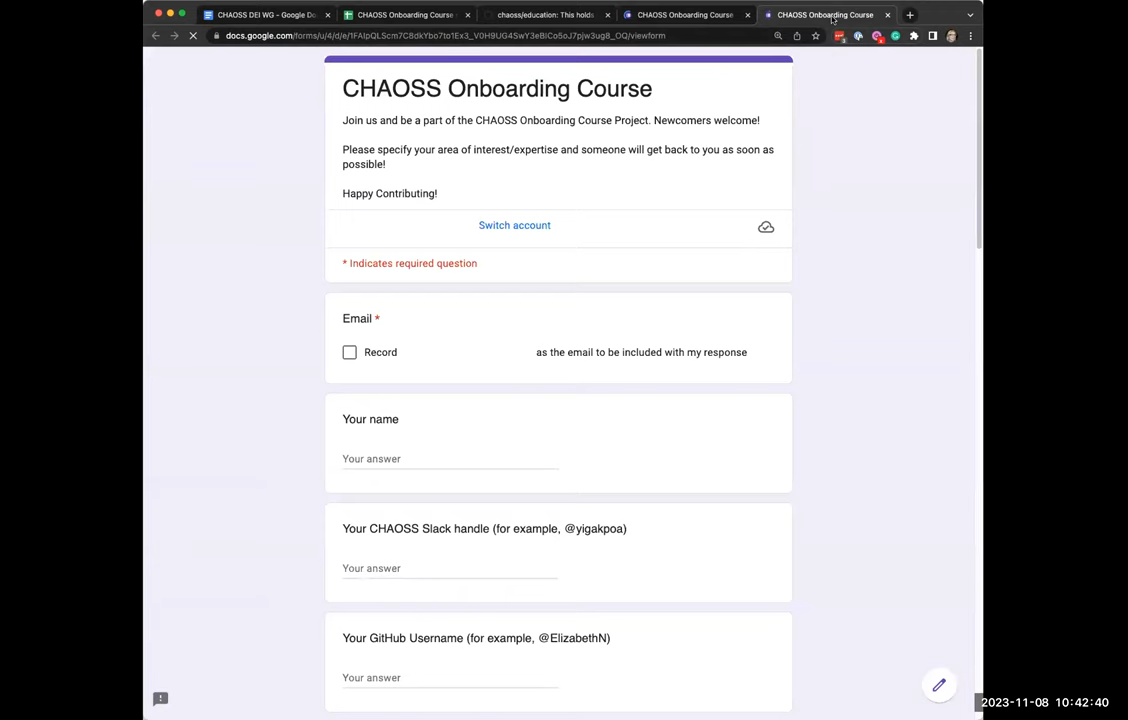 CHAOSS DEI WG - Google Do
CHAOSS Onboarding Course
chaoss/education: This holds
CHAOSS Onboarding Course
CHAOSS Onboarding Course
docs.google.com/forms/u/4/d/e/1FAIpQLScm7C8dkYbo7to1Ex3_V0H9UG4SwY3eBlCo5oJ7pjw3ug8_OQ/viewform
CHAOSS Onboarding Course
Join us and be a part of the CHAOSS Onboarding Course Project. Newcomers welcome!
Please specify your area of interest/expertise and someone will get back to you as soon as
possible!
Happy Contributing!
Switch account
* Indicates required question
Email *
Record as the email to be included with my response
Your name
Your answer
Your CHAOSS Slack handle (for example, @yigakpoa)
Your answer
Your GitHub Username (for example, @ElizabethN)
Your answer
2023-11-08 10:42:40